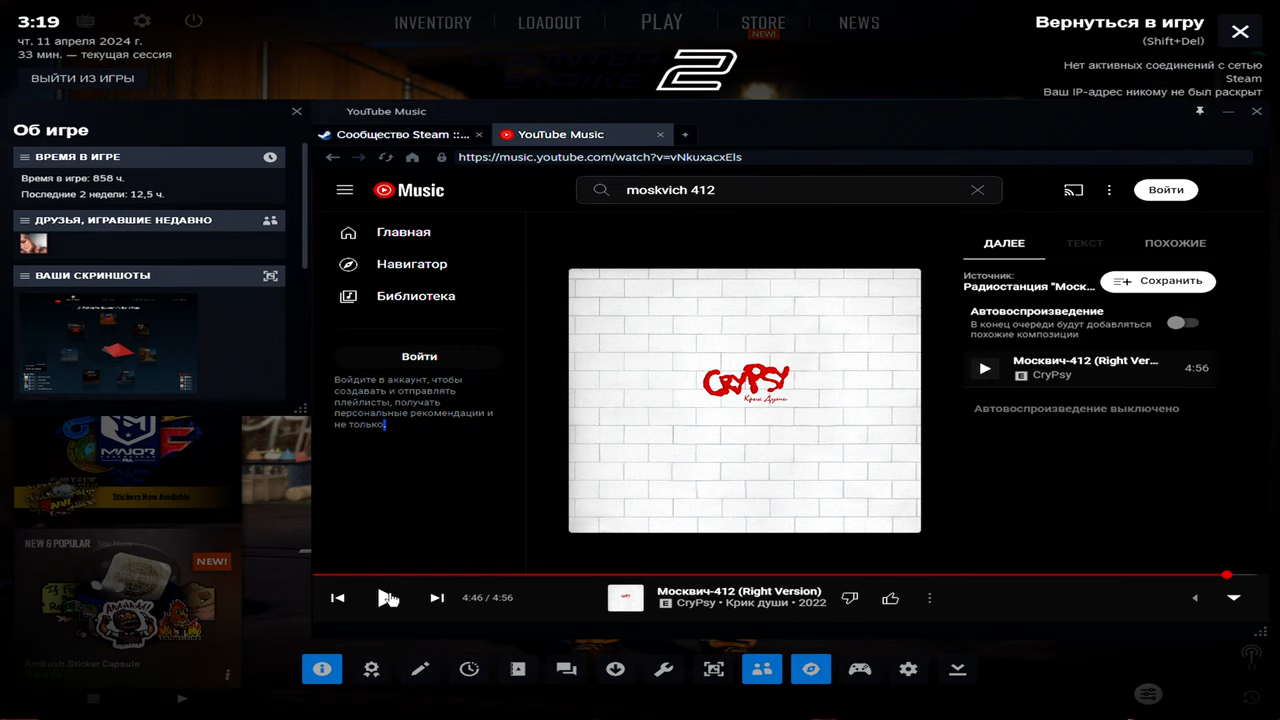 3:19
чт, 11 апреля 2024 г.
33 мин. — текущая сессия
ВЫЙТИ ИЗ ИГРЫ
INVENTORY
LOADOUT
PLAY
STORE
NEW!
NEWS
2
Вернуться в игру
(Shift+Del)
Нет активных соединений с сетью
Steam
Ваш IP-адрес никому не был раскрыт
Об игре
ВРЕМЯ В ИГРЕ
Время в игре: 858 ч.
Последние 2 недели: 12,5 ч.
ДРУЗЬЯ, ИГРАВШИЕ НЕДАВНО
ВАШИ СКРИНШОТЫ
MAJOR
Stickers Now Available
NEW & POPULAR
NEW!
Ambush Sticker Capsule
YouTube Music
Сообщество Steam ::...
YouTube Music
https://music.youtube.com/watch?v=vNkuxacxEls
Music
moskvich 412
Войти
Главная
Навигатор
Библиотека
Войти
Войдите в аккаунт, чтобы
создавать и отправлять
плейлисты, получать
персональные рекомендации и
не только.
CRYPSY
Крик Души
ДАЛЕЕ
ТЕКСТ
ПОХОЖИЕ
Источник:
Радиостанция "Моск...
Сохранить
Автовоспроизведение
В конец очереди будут добавляться
похожие композиции
Москвич-412 (Right Ver...
E CryPsy
4:56
Автовоспроизведение выключено
4:46 / 4:56
Москвич-412 (Right Version)
E CryPsy • Крик души • 2022